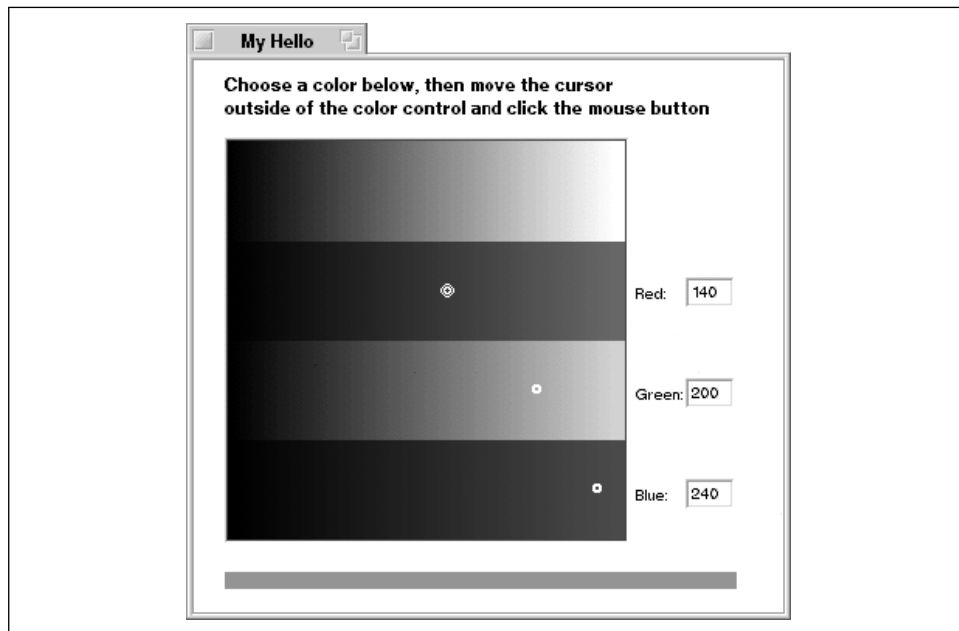 My Hello
Choose a color below, then move the cursor
outside of the color control and click the mouse button
Red: 140
Green: 200
Blue: 240